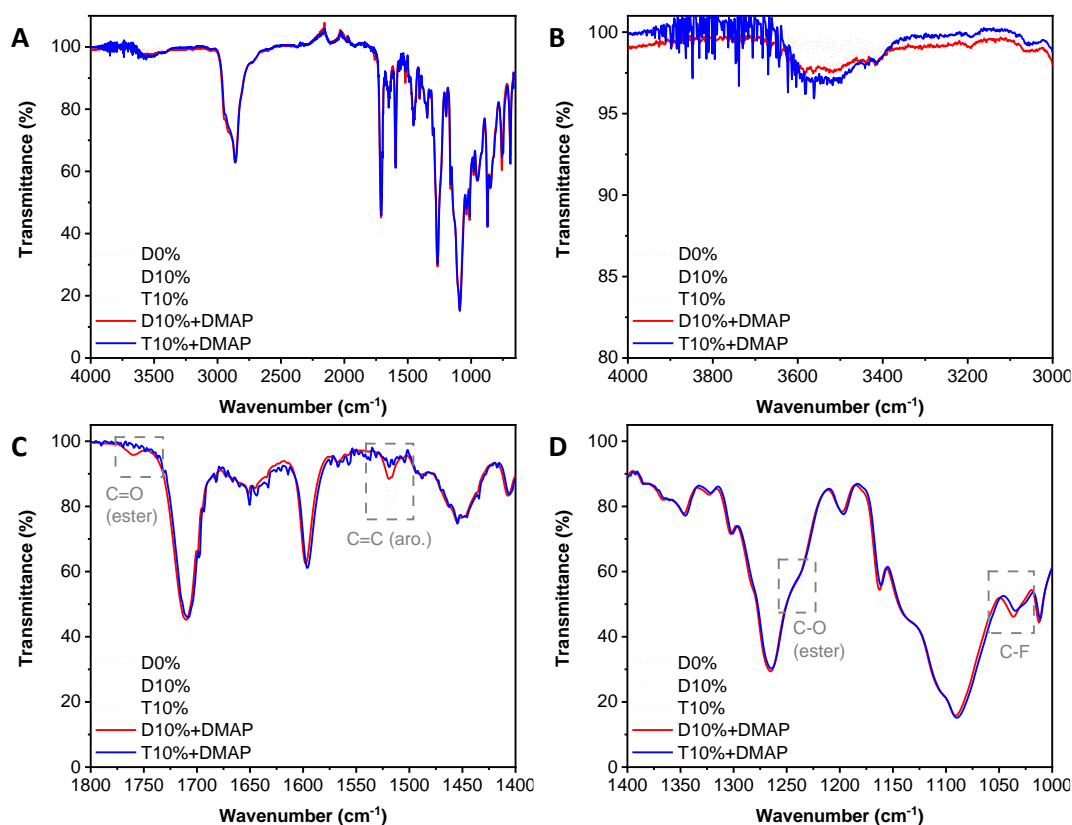 A
Transmittance (%)
100
80
60
40
20
0
D0%
D10%
T10%
D10%+DMAP
T10%+DMAP
4000 3500 3000 2500 2000 1500 1000
Wavenumber (cm-1)
B
Transmittance (%)
100
95
90
85
80
D0%
D10%
T10%
D10%+DMAP
T10%+DMAP
4000 3800 3600 3400 3200 3000
Wavenumber (cm-1)
C
Transmittance (%)
100
80
60
40
20
0
C=O
(ester)
C=C (aro.)
D0%
D10%
T10%
D10%+DMAP
T10%+DMAP
1800 1750 1700 1650 1600 1550 1500 1450 1400
Wavenumber (cm-1)
D
Transmittance (%)
100
80
60
40
20
0
C-O
(ester)
C-F
D0%
D10%
T10%
D10%+DMAP
T10%+DMAP
1400 1350 1300 1250 1200 1150 1100 1050 1000
Wavenumber (cm-1)